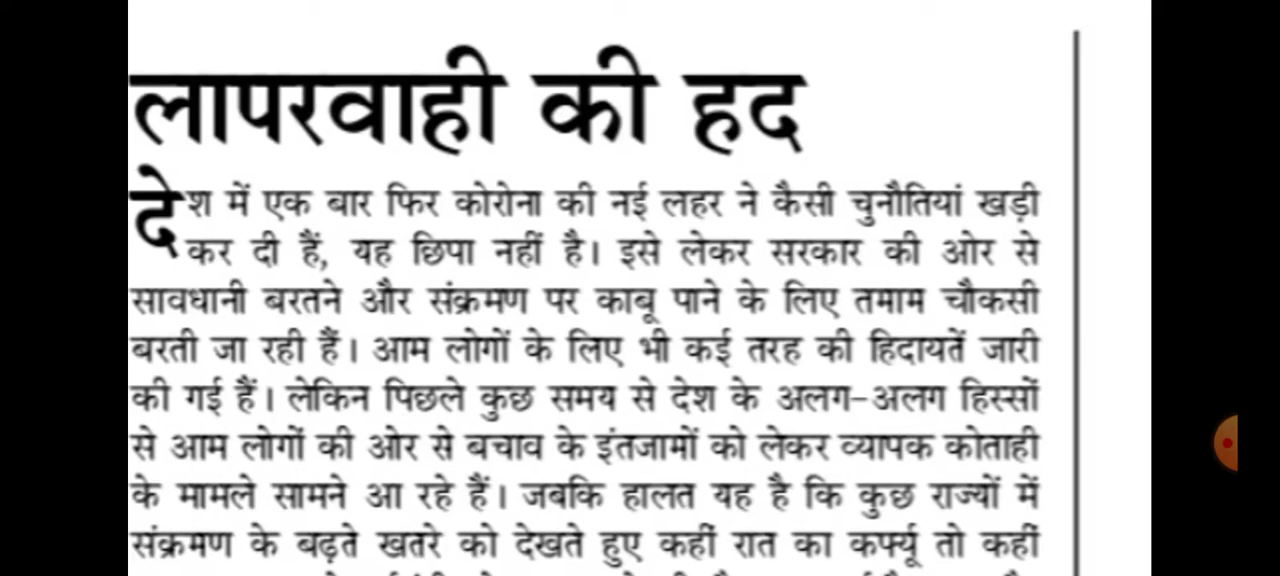 लापरवाही की हद
देश में एक बार फिर कोरोना की नई लहर ने कैसी चुनौतियां खड़ी
कर दी हैं, यह छिपा नहीं है। इसे लेकर सरकार की ओर से
सावधानी बरतने और संक्रमण पर काबू पाने के लिए तमाम चौकसी
बरती जा रही हैं। आम लोगों के लिए भी कई तरह की हिदायतें जारी
की गई हैं। लेकिन पिछले कुछ समय से देश के अलग-अलग हिस्सों
से आम लोगों की ओर से बचाव के इंतजामों को लेकर व्यापक कोताही
के मामले सामने आ रहे हैं। जबकि हालत यह है कि कुछ राज्यों में
संक्रमण के बढ़ते खतरे को देखते हुए कहीं रात का कर्फ्यू तो कहीं